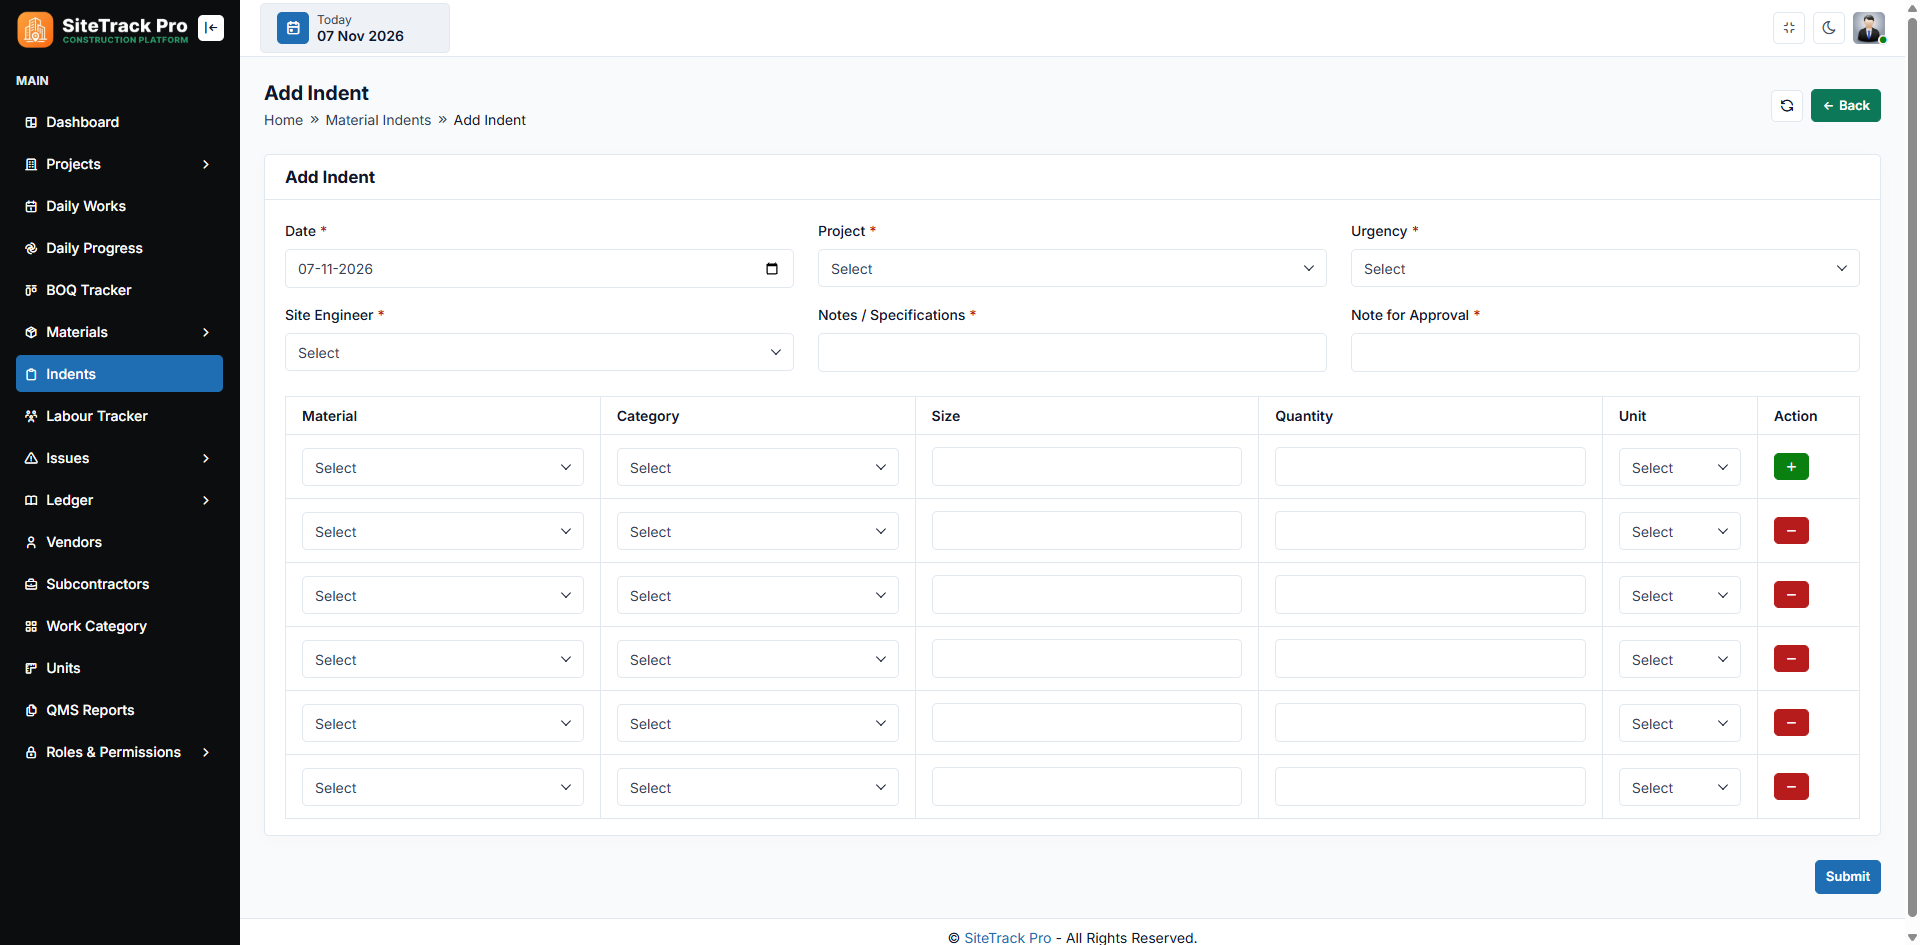 SiteTrack Pro
CONSTRUCTION PLATFORM
Today
07 Nov 2026
MAIN
Dashboard
Projects
Daily Works
Daily Progress
BOQ Tracker
Materials
Indents
Labour Tracker
Issues
Ledger
Vendors
Subcontractors
Work Category
Units
QMS Reports
Roles & Permissions
Add Indent
Home » Material Indents » Add Indent
← Back
Add Indent
Date * Project * Urgency *
07-11-2026 Select Select
Site Engineer * Notes / Specifications * Note for Approval *
Select
Material Category Size Quantity Unit Action
Select Select Select +
Select Select Select −
Select Select Select −
Select Select Select −
Select Select Select −
Select Select Select −
Submit
© SiteTrack Pro - All Rights Reserved.